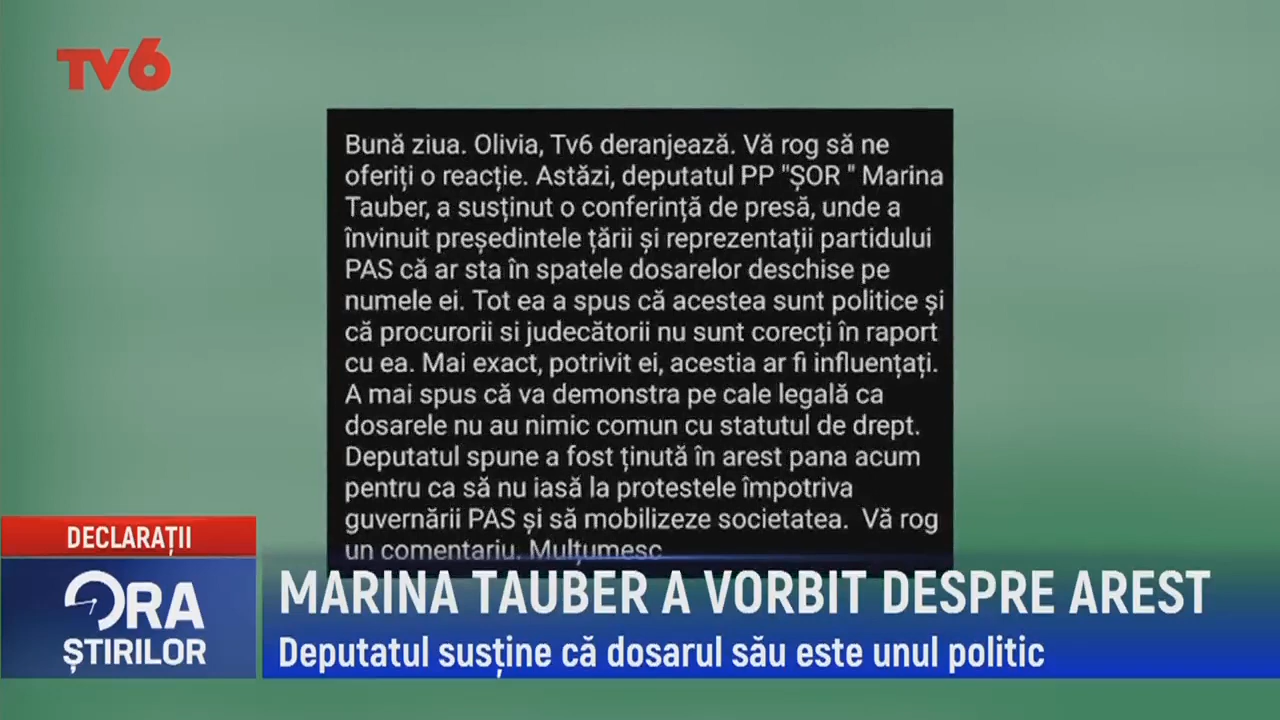 TV6
Bună ziua. Olivia, Tv6 deranjează. Vă rog să ne
oferiți o reacție. Astăzi, deputatul PP "ȘOR " Marina
Tauber, a susținut o conferință de presă, unde a
învinuit președintele țării și reprezentații partidului
PAS că ar sta în spatele dosarelor deschise pe
numele ei. Tot ea a spus că acestea sunt politice și
că procurorii si judecătorii nu sunt corecți în raport
cu ea. Mai exact, potrivit ei, acestia ar fi influențați.
A mai spus că va demonstra pe cale legală ca
dosarele nu au nimic comun cu statutul de drept.
Deputatul spune a fost ținută în arest pana acum
pentru ca să nu iasă la protestele împotriva
guvernării PAS și să mobilizeze societatea.  Vă rog
un comentariu. Mulțumesc
DECLARAȚII
ORA
ȘTIRILOR
MARINA TAUBER A VORBIT DESPRE AREST
Deputatul susține că dosarul său este unul politic